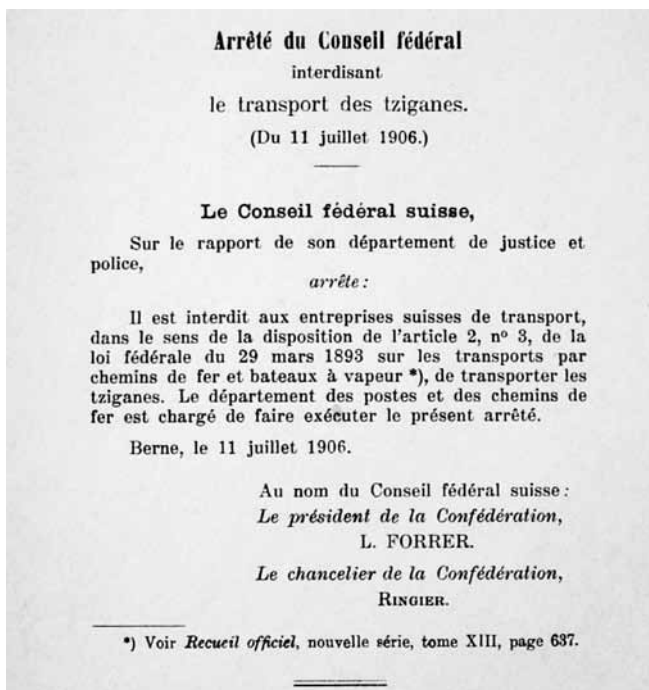 Arrêté du Conseil fédéral
interdisant
le transport des tziganes.
(Du 11 juillet 1906.)
Le Conseil fédéral suisse,
Sur le rapport de son département de justice et
police,
arrête:
Il est interdit aux entreprises suisses de transport,
dans le sens de la disposition de l'article 2, nº 3, de la
loi fédérale du 29 mars 1893 sur les transports par
chemins de fer et bateaux à vapeur *), de transporter les
tziganes. Le département des postes et des chemins de
fer est chargé de faire exécuter le présent arrêté.
Berne, le 11 juillet 1906.
Au nom du Conseil fédéral suisse:
Le président de la Confédération,
L. FORRER.
Le chancelier de la Confédération,
RINGIER.
*) Voir Recueil officiel, nouvelle série, tome XIII, page 637.